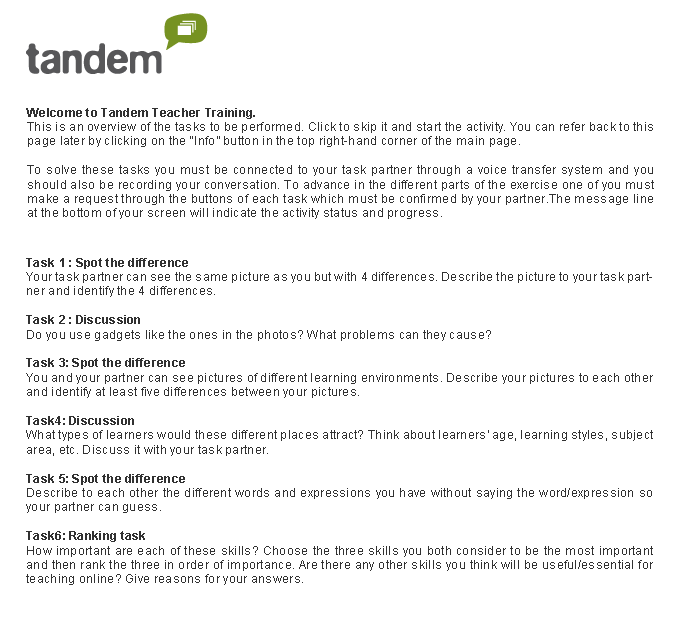 tandem
Welcome to Tandem Teacher Training.
This is an overview of the tasks to be performed. Click to skip it and start the activity. You can refer back to this
page later by clicking on the "Info" button in the top right-hand corner of the main page.
To solve these tasks you must be connected to your task partner through a voice transfer system and you
should also be recording your conversation. To advance in the different parts of the exercise one of you must
make a request through the buttons of each task which must be confirmed by your partner.The message line
at the bottom of your screen will indicate the activity status and progress.
Task 1 : Spot the difference
Your task partner can see the same picture as you but with 4 differences. Describe the picture to your task part-
ner and identify the 4 differences.
Task 2 : Discussion
Do you use gadgets like the ones in the photos? What problems can they cause?
Task 3: Spot the difference
You and your partner can see pictures of different learning environments. Describe your pictures to each other
and identify at least five differences between your pictures.
Task4: Discussion
What types of learners would these different places attract? Think about learners' age, learning styles, subject
area, etc. Discuss it with your task partner.
Task 5: Spot the difference
Describe to each other the different words and expressions you have without saying the word/expression so
your partner can guess.
Task6: Ranking task
How important are each of these skills? Choose the three skills you both consider to be the most important
and then rank the three in order of importance. Are there any other skills you think will be useful/essential for
teaching online? Give reasons for your answers.